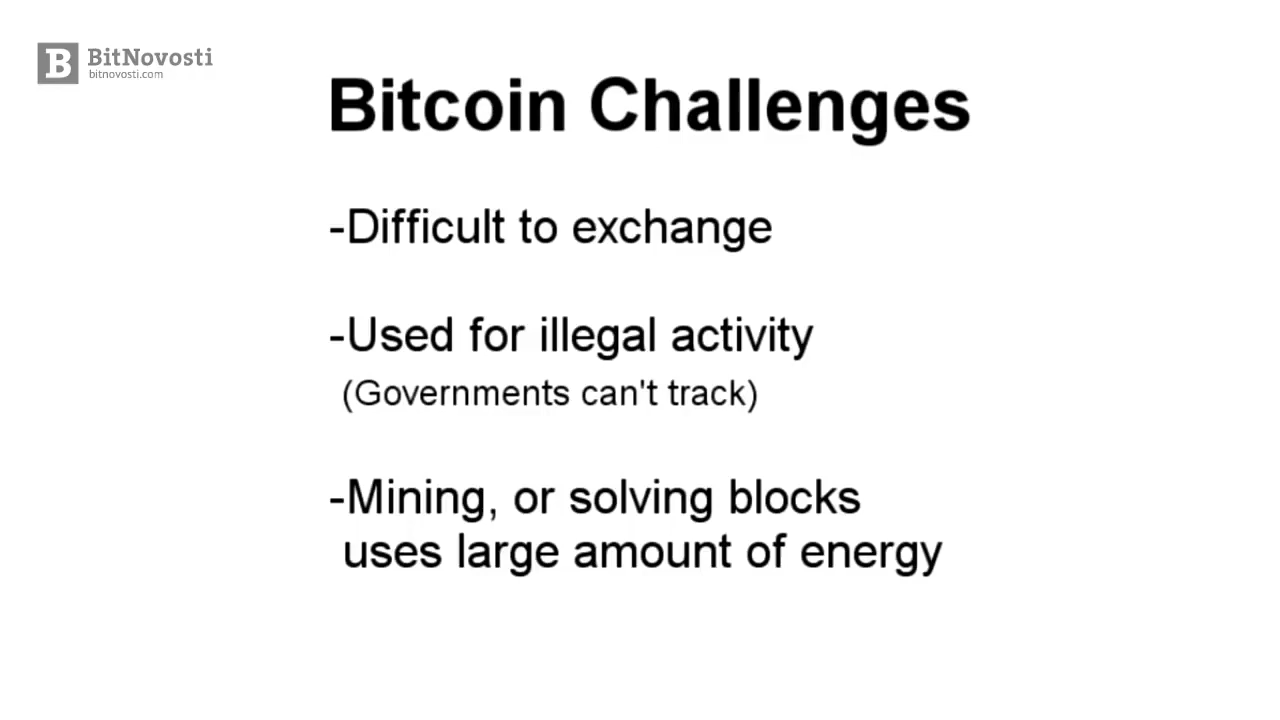 B BitNovosti
bitnovosti.com
Bitcoin Challenges
-Difficult to exchange
-Used for illegal activity
(Governments can't track)
-Mining, or solving blocks
uses large amount of energy